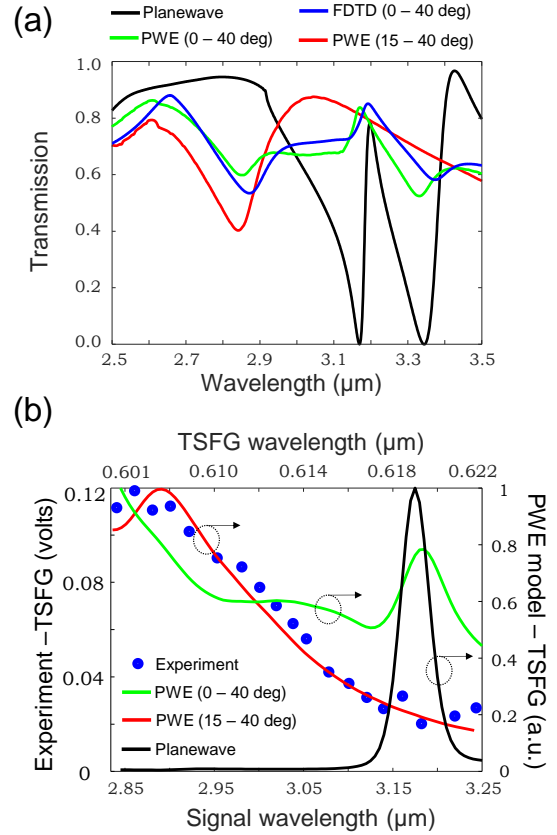 (a)
Planewave
FDTD (0 – 40 deg)
PWE (0 – 40 deg)
PWE (15 – 40 deg)
Transmission
1.0
0.8
0.6
0.4
0.2
0.0
2.5 2.7 2.9 3.1 3.3 3.5
Wavelength (µm)
(b)
TSFG wavelength (µm)
0.601 0.610 0.614 0.618 0.622
Experiment –TSFG (volts)
0.12
0.08
0.04
0
1
0.8
0.6
0.4
0.2
0
PWE model – TSFG
(a.u.)
Experiment
PWE (0 – 40 deg)
PWE (15 – 40 deg)
Planewave
2.85 2.95 3.05 3.15 3.25
Signal wavelength (µm)